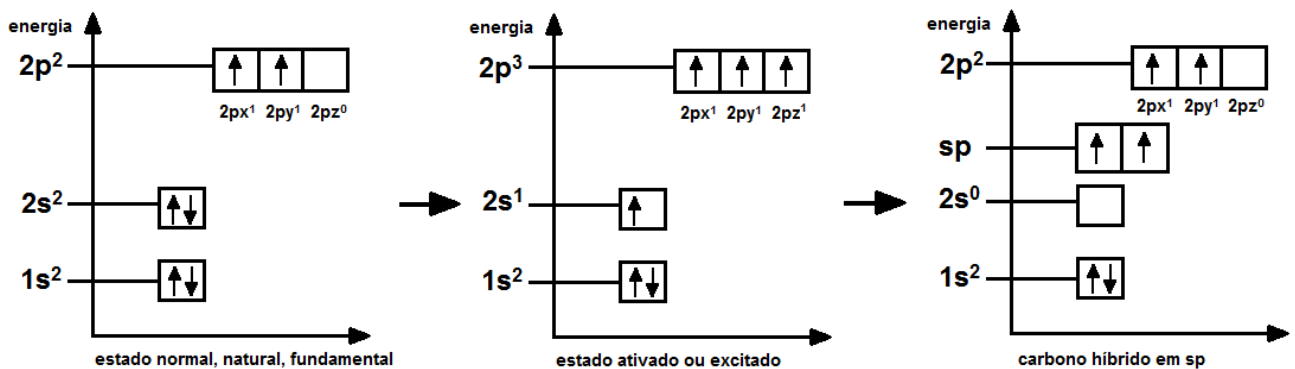 energia
2p²
2px¹ 2py¹ 2pz⁰
2s²
1s²
estado normal, natural, fundamental
energia
2p³
2px¹ 2py¹ 2pz¹
2s¹
1s²
estado ativado ou excitado
energia
2p²
2px¹ 2py¹ 2pz⁰
sp
2s⁰
1s²
carbono híbrido em sp